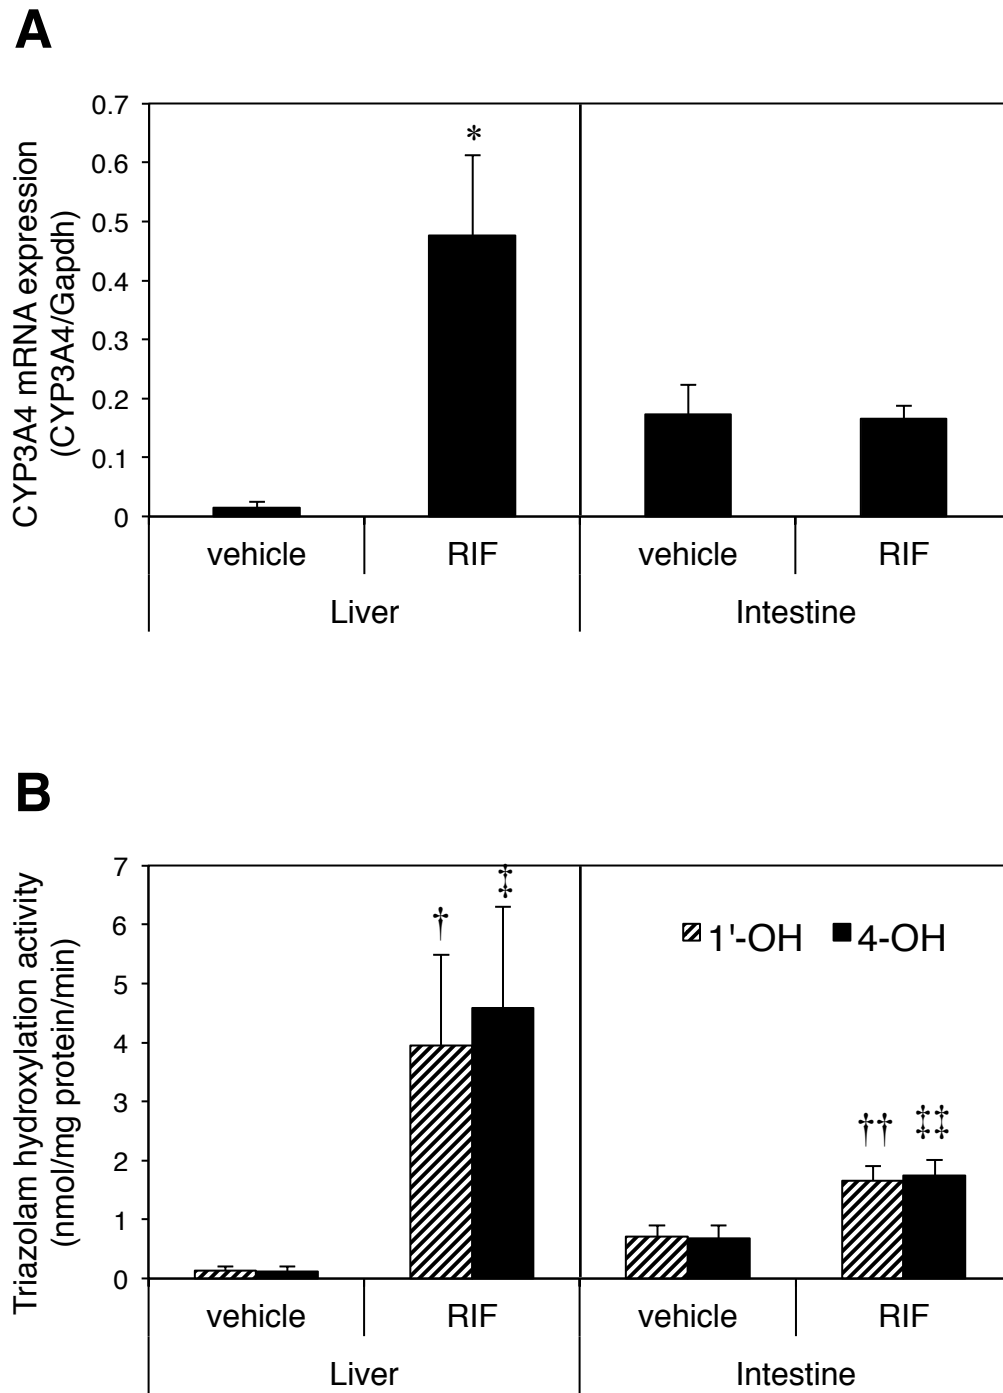 A
CYP3A4 mRNA expression
(CYP3A4/Gapdh)
0.7
0.6
0.5
0.4
0.3
0.2
0.1
0
*
vehicle RIF vehicle RIF
Liver Intestine
B
Triazolam hydroxylation activity
(nmol/mg protein/min)
7
6
5
4
3
2
1
0
† ‡
1'-OH 4-OH
†† ‡‡
vehicle RIF vehicle RIF
Liver Intestine